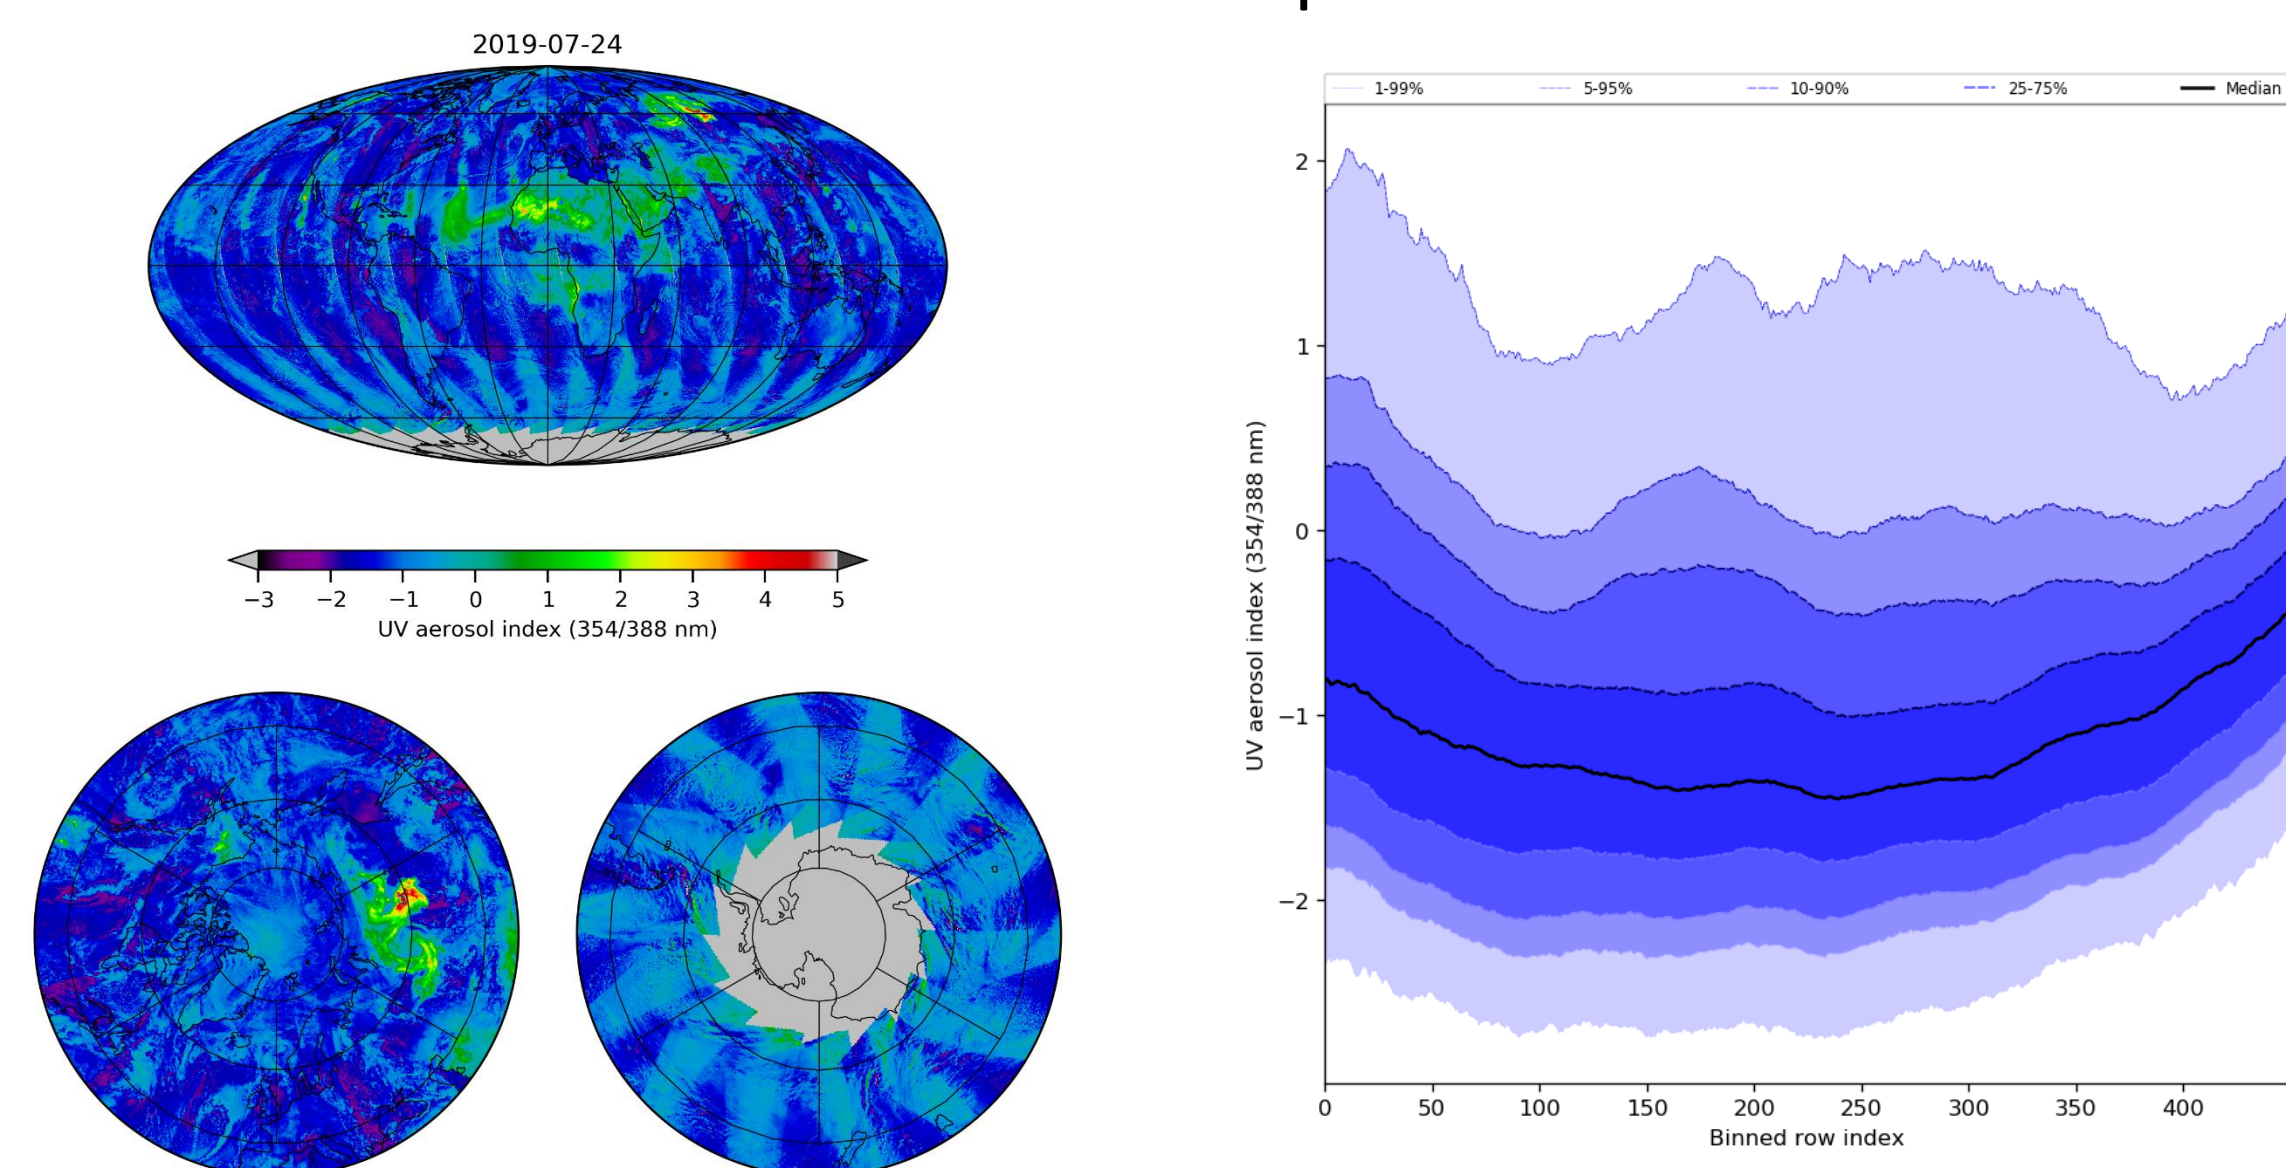 2019-07-24
−3 −2 −1 0 1 2 3 4 5
UV aerosol index (354/388 nm)
1-99% 5-95% 10-90% 25-75% Median
UV aerosol index (354/388 nm)
2
1
0
−1
−2
0 50 100 150 200 250 300 350 400
Binned row index